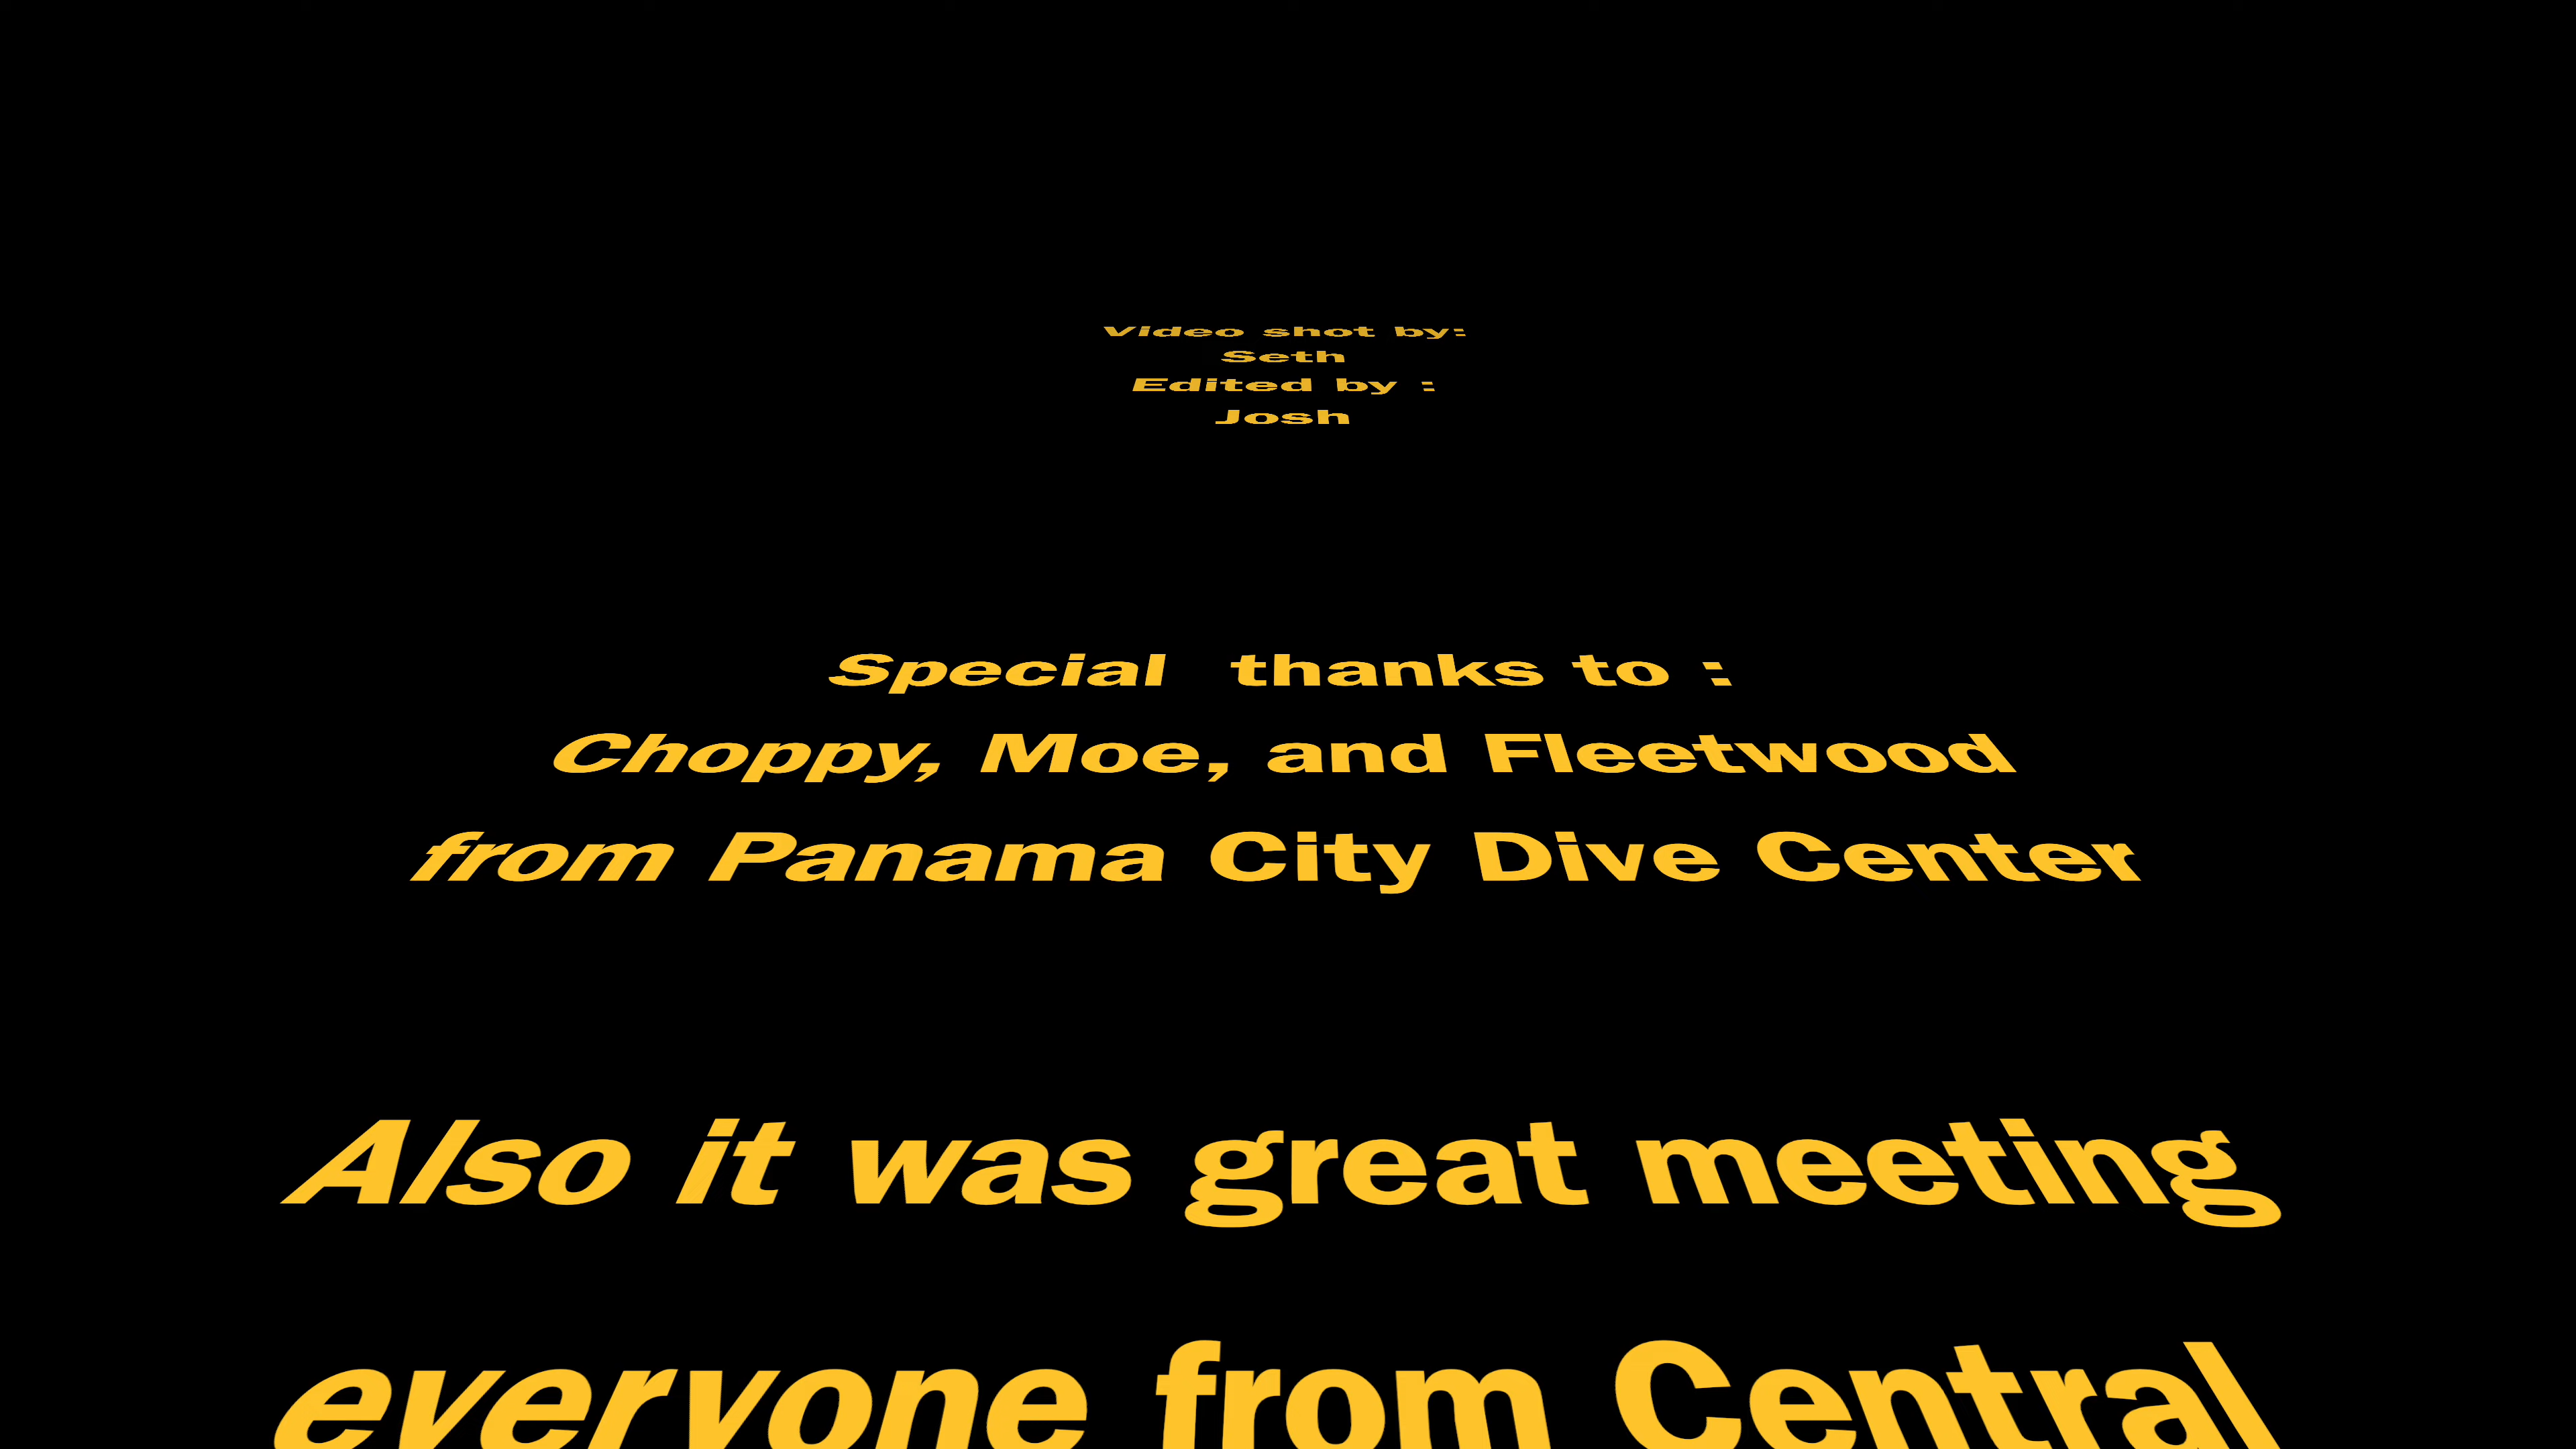 Video shot by:
Seth
Edited by :
Josh
Special thanks to :
Choppy, Moe, and Fleetwood
from Panama City Dive Center
Also it was great meeting
everyone from Central